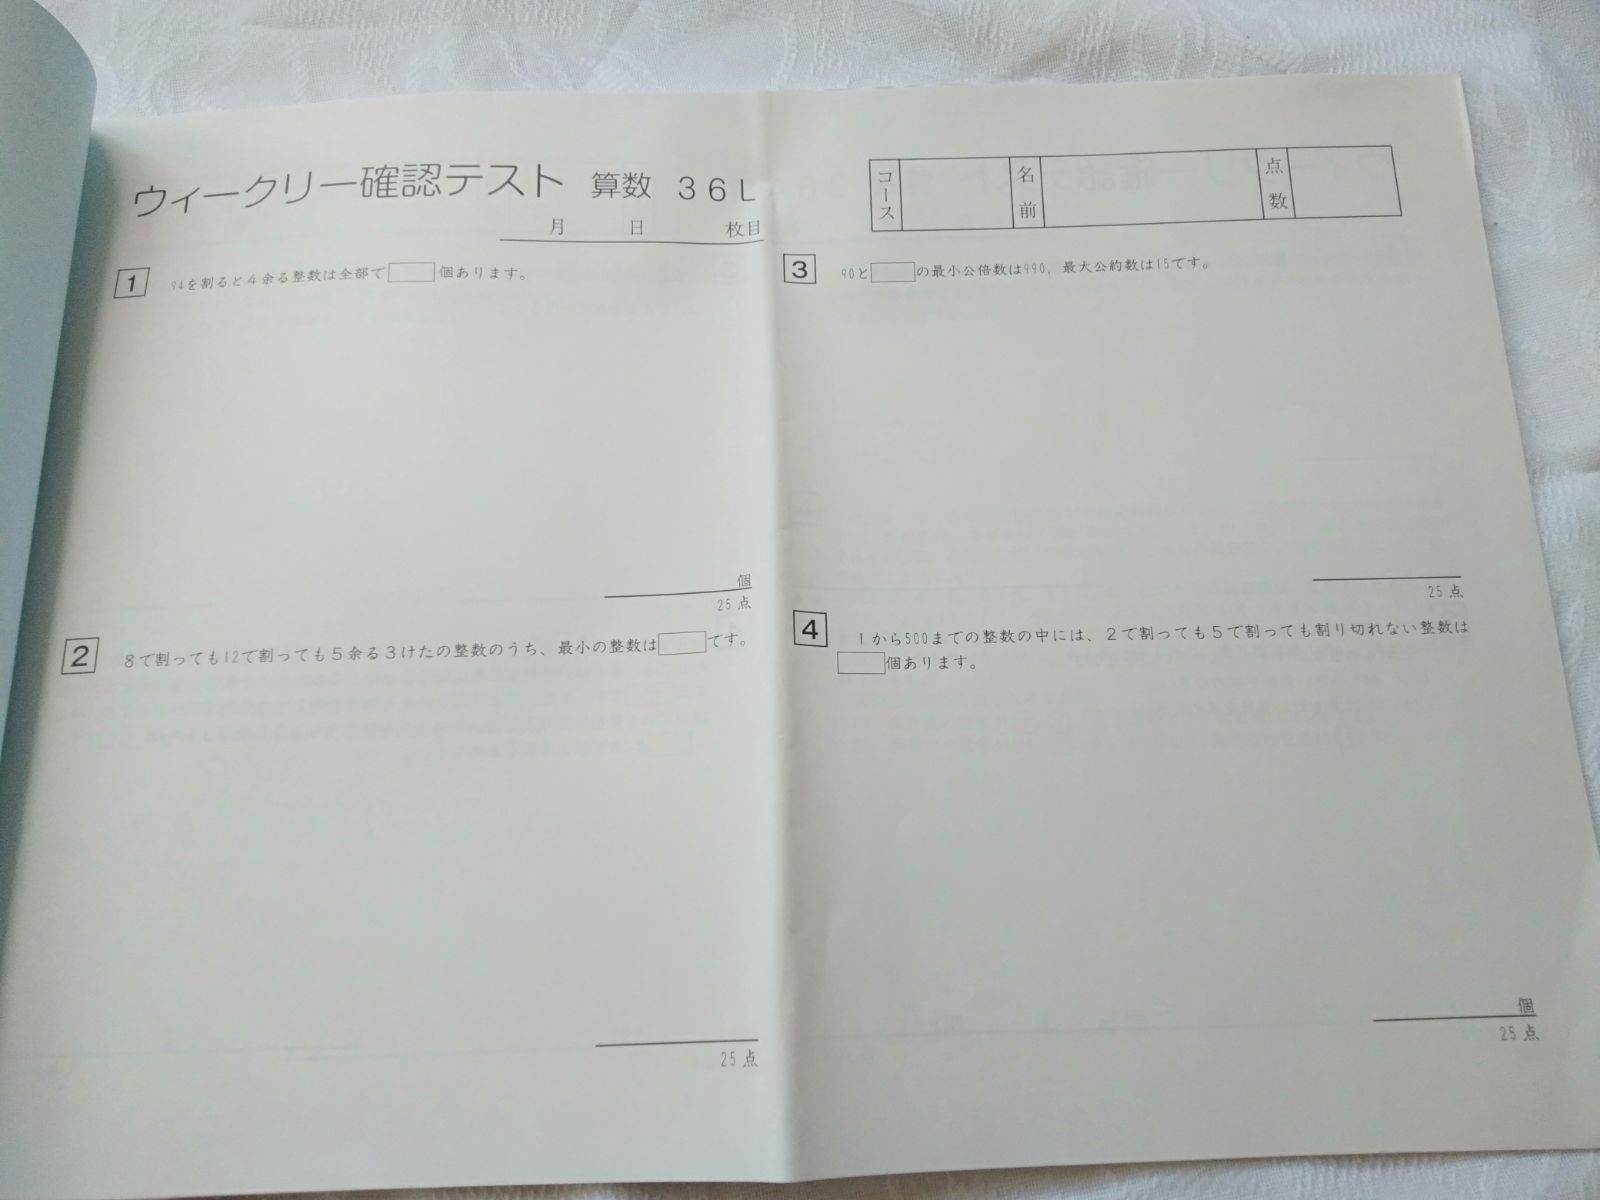 ウィークリー確認テスト 算数 36L
月 日 枚目
コース 名前 点数
1 94を割ると4余る整数は全部で 個あります。
個
25点
2 8で割っても12で割っても5余る3けたの整数のうち、最小の整数は です。
25点
3 90と の最小公倍数は990，最大公約数は15です。
25点
4 1から500までの整数の中には、2で割っても5で割っても割り切れない整数は
個あります。
個
25点